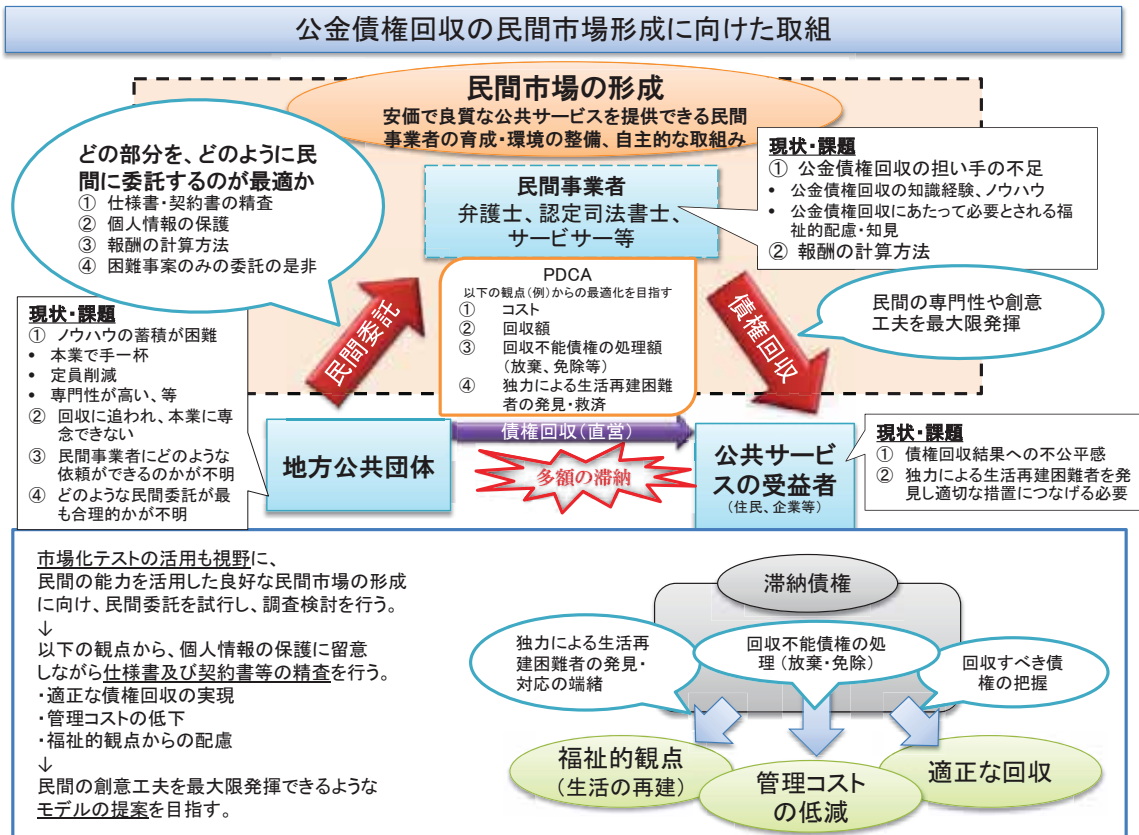 公金債権回収の民間市場形成に向けた取組
民間市場の形成
安価で良質な公共サービスを提供できる民間
事業者の育成・環境の整備、自主的な取組み
どの部分を、どのように民
間に委託するのが最適か
① 仕様書・契約書の精査
② 個人情報の保護
③ 報酬の計算方法
④ 困難事案のみの委託の是非
民間事業者
弁護士、認定司法書士、
サービサー等
現状・課題
① 公金債権回収の担い手の不足
• 公金債権回収の知識経験、ノウハウ
• 公金債権回収にあたって必要とされる福
祉的配慮・知見
② 報酬の計算方法
PDCA
以下の観点(例)からの最適化を目指す
① コスト
② 回収額
③ 回収不能債権の処理額
(放棄、免除等)
④ 独力による生活再建困難
者の発見・救済
民間委託
債権回収
民間の専門性や創意
工夫を最大限発揮
現状・課題
① ノウハウの蓄積が困難
• 本業で手一杯
• 定員削減
• 専門性が高い、等
② 回収に追われ、本業に専
念できない
③ 民間事業者にどのような
依頼ができるのかが不明
④ どのような民間委託が最
も合理的かが不明
地方公共団体
債権回収(直営)
多額の滞納
公共サービ
スの受益者
(住民、企業等)
現状・課題
① 債権回収結果への不公平感
② 独力による生活再建困難者を発
見し適切な措置につなげる必要
市場化テストの活用も視野に、
民間の能力を活用した良好な民間市場の形成
に向け、民間委託を試行し、調査検討を行う。
↓
以下の観点から、個人情報の保護に留意
しながら仕様書及び契約書等の精査を行う。
・適正な債権回収の実現
・管理コストの低下
・福祉的観点からの配慮
↓
民間の創意工夫を最大限発揮できるような
モデルの提案を目指す。
滞納債権
独力による生活再
建困難者の発見・
対応の端緒
回収不能債権の処
理(放棄・免除)
回収すべき債
権の把握
福祉的観点
(生活の再建)
管理コスト
の低減
適正な回収